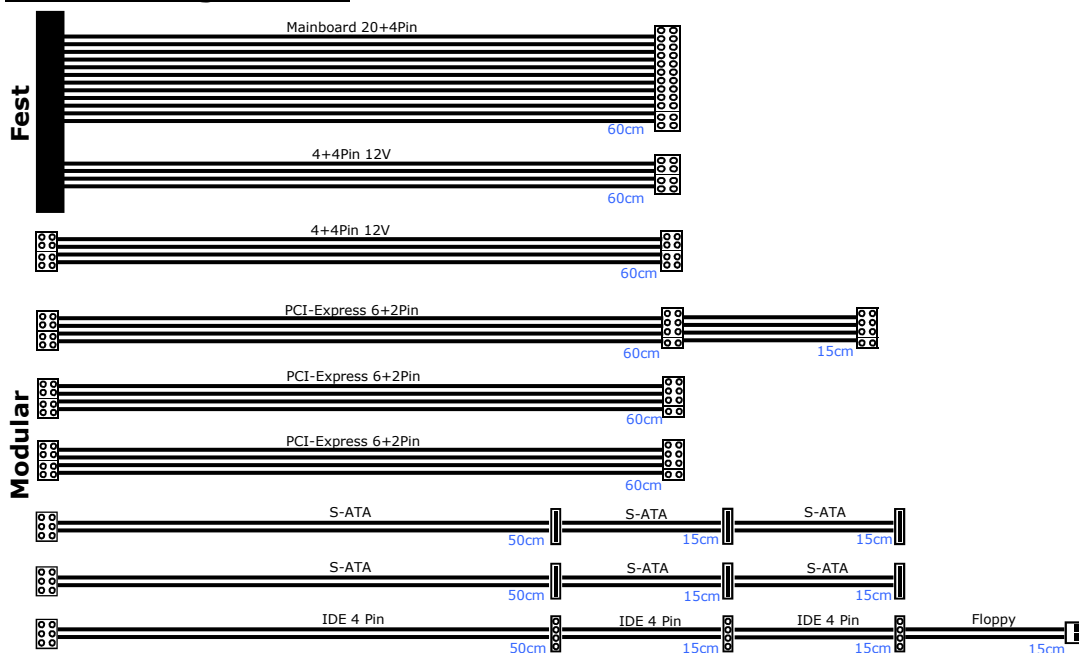 Fest
Mainboard 20+4Pin
60cm
4+4Pin 12V
60cm
Modular
4+4Pin 12V
60cm
PCI-Express 6+2Pin
60cm 15cm
PCI-Express 6+2Pin
60cm
PCI-Express 6+2Pin
60cm
S-ATA S-ATA S-ATA
50cm 15cm 15cm
S-ATA S-ATA S-ATA
50cm 15cm 15cm
IDE 4 Pin IDE 4 Pin IDE 4 Pin Floppy
50cm 15cm 15cm 15cm